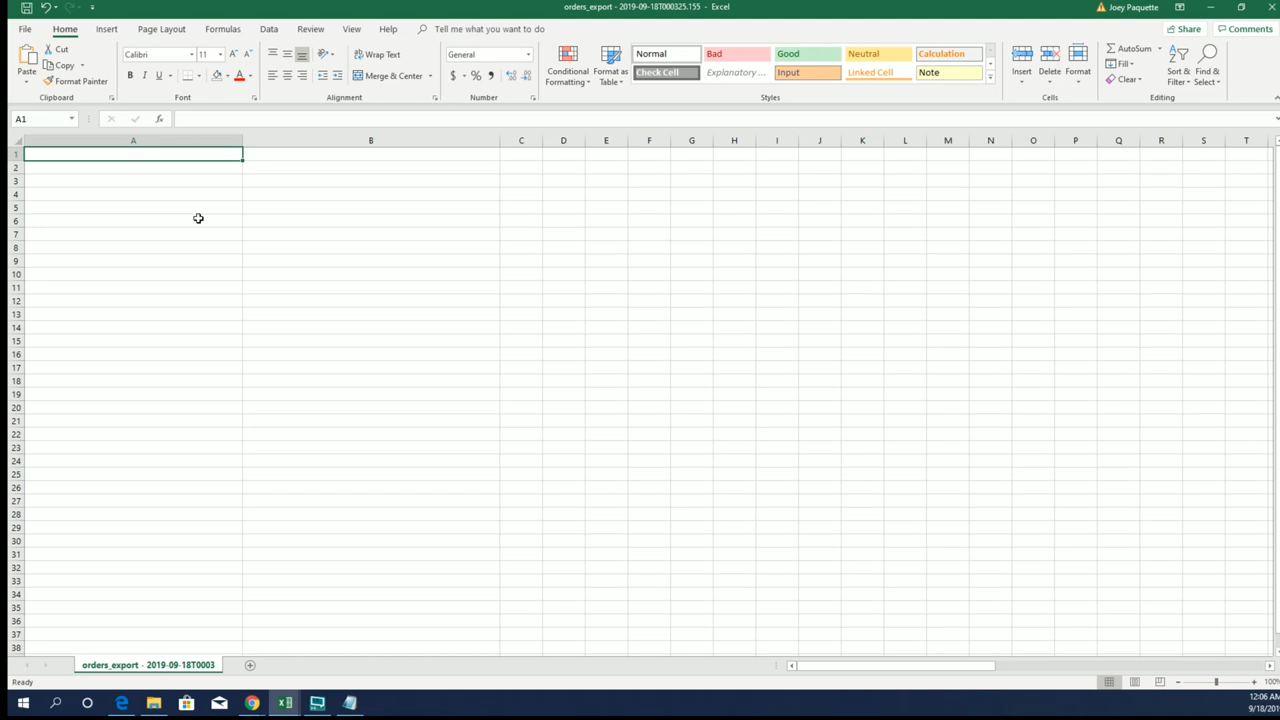 orders_export - 2019-09-18T000325.155 - Excel
Joey Paquette
File Home Insert Page Layout Formulas Data Review View Help Tell me what you want to do
Share Comments
Paste
Cut
Copy
Format Painter
Clipboard
Calibri 11
B I U
Font
Wrap Text
Merge & Center
Alignment
General
$ % ,
Number
Conditional Formatting
Format as Table
Normal Bad Good Neutral Calculation
Check Cell Explanatory ... Input Linked Cell Note
Styles
Insert Delete Format
Cells
AutoSum
Fill
Clear
Sort & Filter
Find & Select
Editing
A1
fx
A B C D E F G H I J K L M N O P Q R S T
1
2
3
4
5
6
7
8
9
10
11
12
13
14
15
16
17
18
19
20
21
22
23
24
25
26
27
28
29
30
31
32
33
34
35
36
37
38
orders_export - 2019-09-18T0003
Ready
100%
12:06 AM
9/18/201